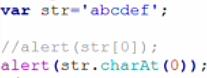 var str='abcdef';
//alert(str[0]);
alert(str.charAt(0));